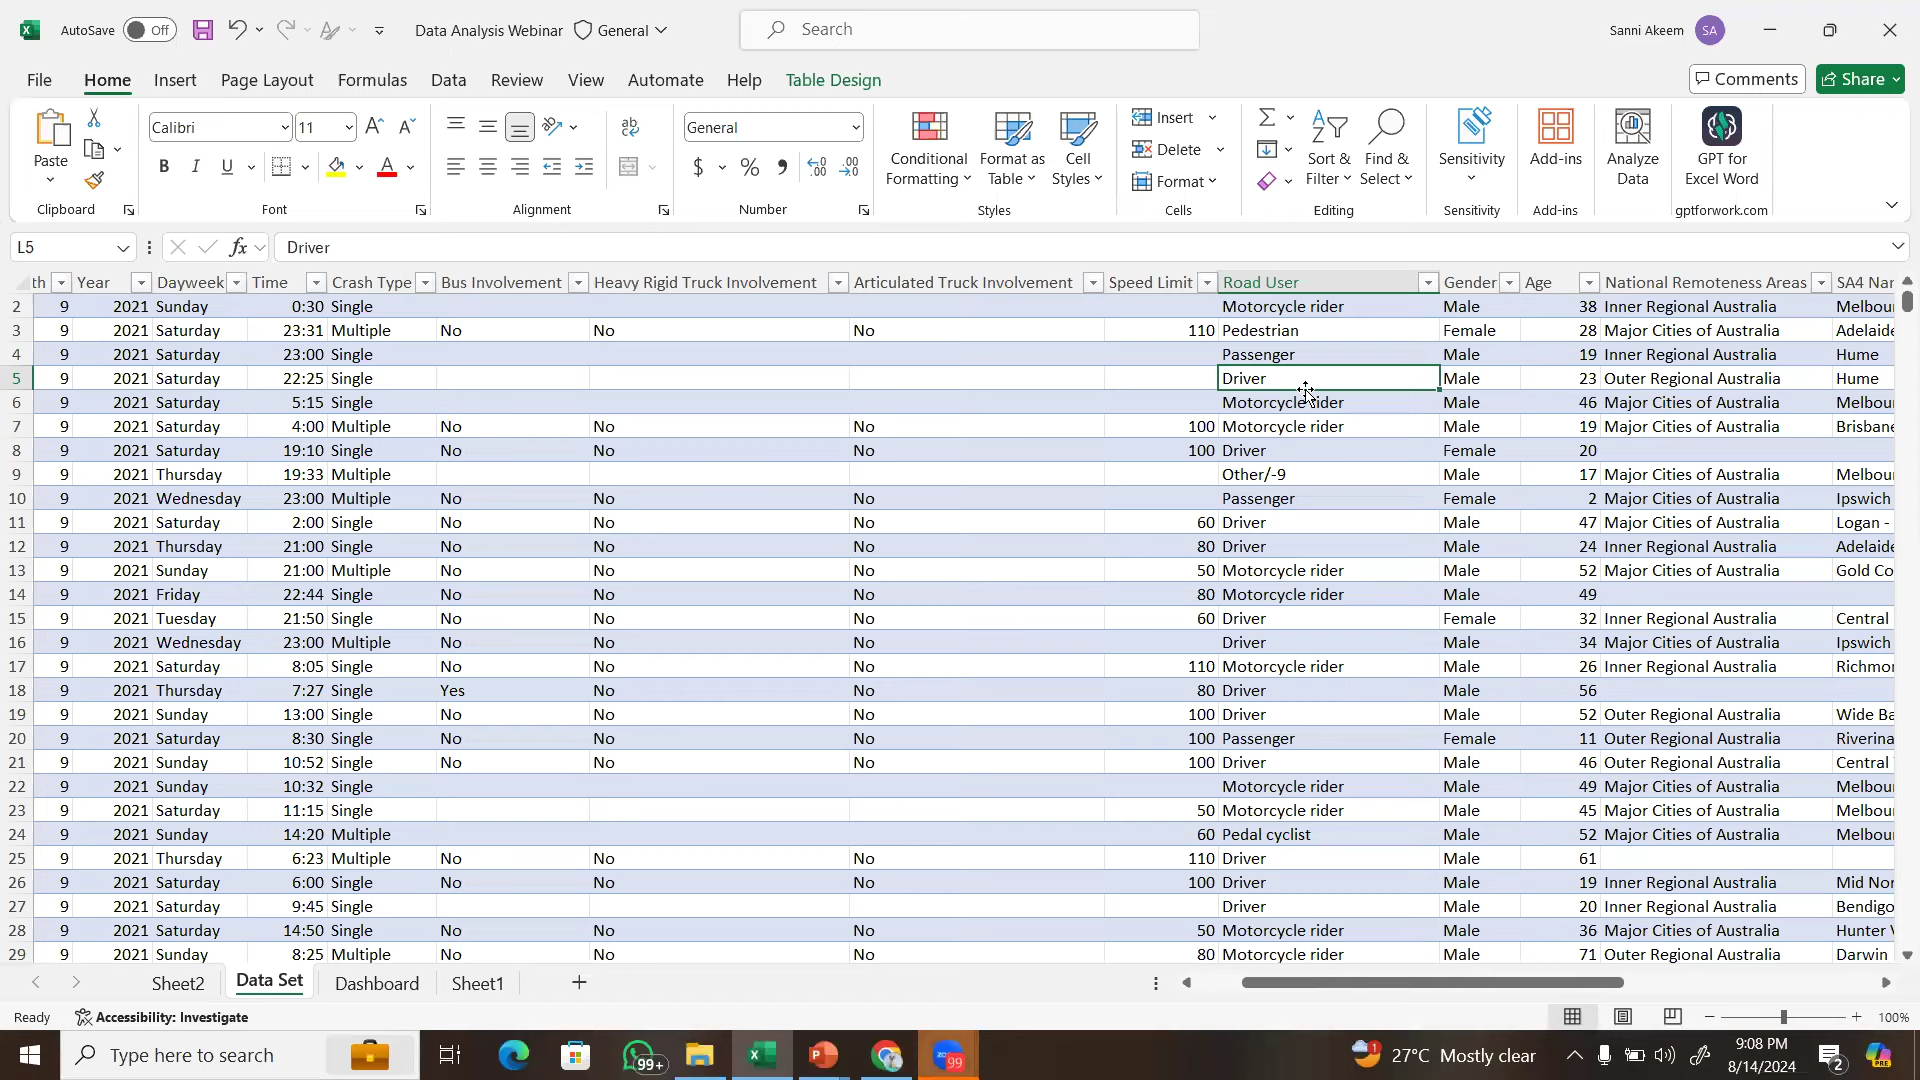 AutoSave Off Data Analysis Webinar General Search Sanni Akeem SA
File Home Insert Page Layout Formulas Data Review View Automate Help Table Design Comments Share
Paste Calibri 11 General Conditional Formatting Format as Table Cell Styles Insert Delete Format Sort & Filter Find & Select Sensitivity Add-ins Analyze Data GPT for Excel Word
Clipboard Font Alignment Number Styles Cells Editing Sensitivity Add-ins gptforwork.com
L5 fx Driver
th Year Dayweek Time Crash Type Bus Involvement Heavy Rigid Truck Involvement Articulated Truck Involvement Speed Limit Road User Gender Age National Remoteness Areas SA4 Nar
2 9 2021 Sunday 0:30 Single Motorcycle rider Male 38 Inner Regional Australia Melbou
3 9 2021 Saturday 23:31 Multiple No No No 110 Pedestrian Female 28 Major Cities of Australia Adelaide
4 9 2021 Saturday 23:00 Single Passenger Male 19 Inner Regional Australia Hume
5 9 2021 Saturday 22:25 Single Driver Male 23 Outer Regional Australia Hume
6 9 2021 Saturday 5:15 Single Motorcycle rider Male 46 Major Cities of Australia Melbou
7 9 2021 Saturday 4:00 Multiple No No No 100 Motorcycle rider Male 19 Major Cities of Australia Brisbane
8 9 2021 Saturday 19:10 Single No No No 100 Driver Female 20
9 9 2021 Thursday 19:33 Multiple Other/-9 Male 17 Major Cities of Australia Melbou
10 9 2021 Wednesday 23:00 Multiple No No No Passenger Female 2 Major Cities of Australia Ipswich
11 9 2021 Saturday 2:00 Single No No No 60 Driver Male 47 Major Cities of Australia Logan -
12 9 2021 Thursday 21:00 Single No No No 80 Driver Male 24 Inner Regional Australia Adelaide
13 9 2021 Sunday 21:00 Multiple No No No 50 Motorcycle rider Male 52 Major Cities of Australia Gold Co
14 9 2021 Friday 22:44 Single No No No 80 Motorcycle rider Male 49
15 9 2021 Tuesday 21:50 Single No No No 60 Driver Female 32 Inner Regional Australia Central
16 9 2021 Wednesday 23:00 Multiple No No No Driver Male 34 Major Cities of Australia Ipswich
17 9 2021 Saturday 8:05 Single No No No 110 Motorcycle rider Male 26 Inner Regional Australia Richmon
18 9 2021 Thursday 7:27 Single Yes No No 80 Driver Male 56
19 9 2021 Sunday 13:00 Single No No No 100 Driver Male 52 Outer Regional Australia Wide Ba
20 9 2021 Saturday 8:30 Single No No No 100 Passenger Female 11 Outer Regional Australia Riverina
21 9 2021 Sunday 10:52 Single No No No 100 Driver Male 46 Outer Regional Australia Central
22 9 2021 Sunday 10:32 Single Motorcycle rider Male 49 Major Cities of Australia Melbou
23 9 2021 Saturday 11:15 Single 50 Motorcycle rider Male 45 Major Cities of Australia Melbou
24 9 2021 Sunday 14:20 Multiple 60 Pedal cyclist Male 52 Major Cities of Australia Melbou
25 9 2021 Thursday 6:23 Multiple No No No 110 Driver Male 61
26 9 2021 Saturday 6:00 Single No No No 100 Driver Male 19 Inner Regional Australia Mid Nor
27 9 2021 Saturday 9:45 Single Driver Male 20 Inner Regional Australia Bendigo
28 9 2021 Saturday 14:50 Single No No No 50 Motorcycle rider Male 36 Major Cities of Australia Hunter V
29 9 2021 Sunday 8:25 Multiple No No No 80 Motorcycle rider Male 71 Outer Regional Australia Darwin
Sheet2 Data Set Dashboard Sheet1
Ready Accessibility: Investigate 100%
Type here to search 99+ 99 1 27°C Mostly clear 9:08 PM 8/14/2024 2 PRE